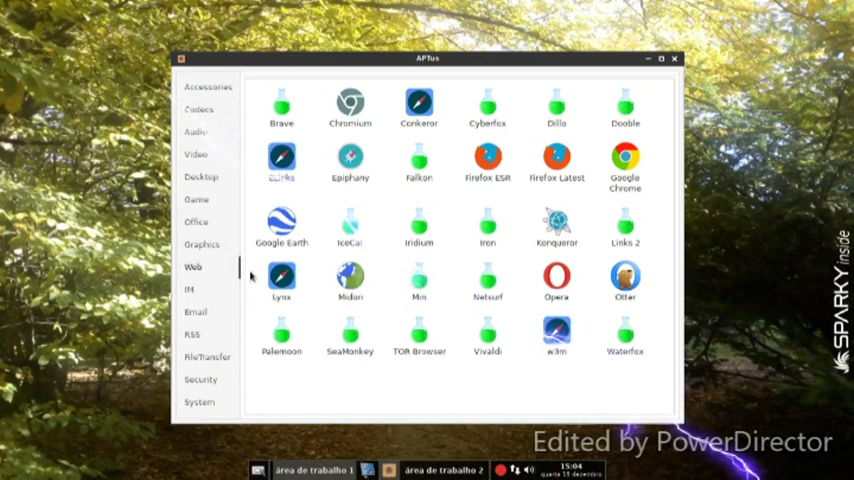 APTus
Accessories
Codecs
Audio
Video
Desktop
Game
Office
Graphics
Web
IM
Email
RSS
FileTransfer
Security
System
Brave Chromium Conkeror Cyberfox Dillo Dooble
ELinks Epiphany Falkon Firefox ESR Firefox Latest Google
Chrome
Google Earth IceCat Iridium Iron Konqueror Links 2
Lynx Midori Min Netsurf Opera Otter
Palemoon SeaMonkey TOR Browser Vivaldi w3m Waterfox
SPARKY inside
Edited by PowerDirector
área de trabalho 1 área de trabalho 2 15:04
quarta 15 dezembro